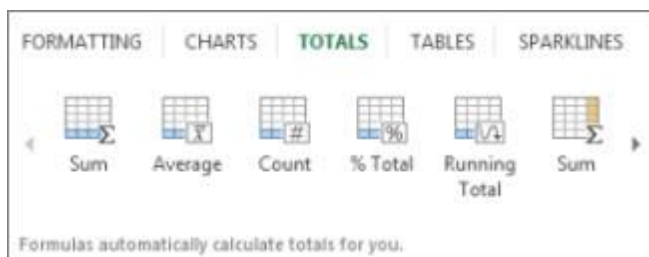 FORMATTING CHARTS TOTALS TABLES SPARKLINES
Σ x̄ # % Σ
Sum Average Count % Total Running Total Sum
Formulas automatically calculate totals for you.